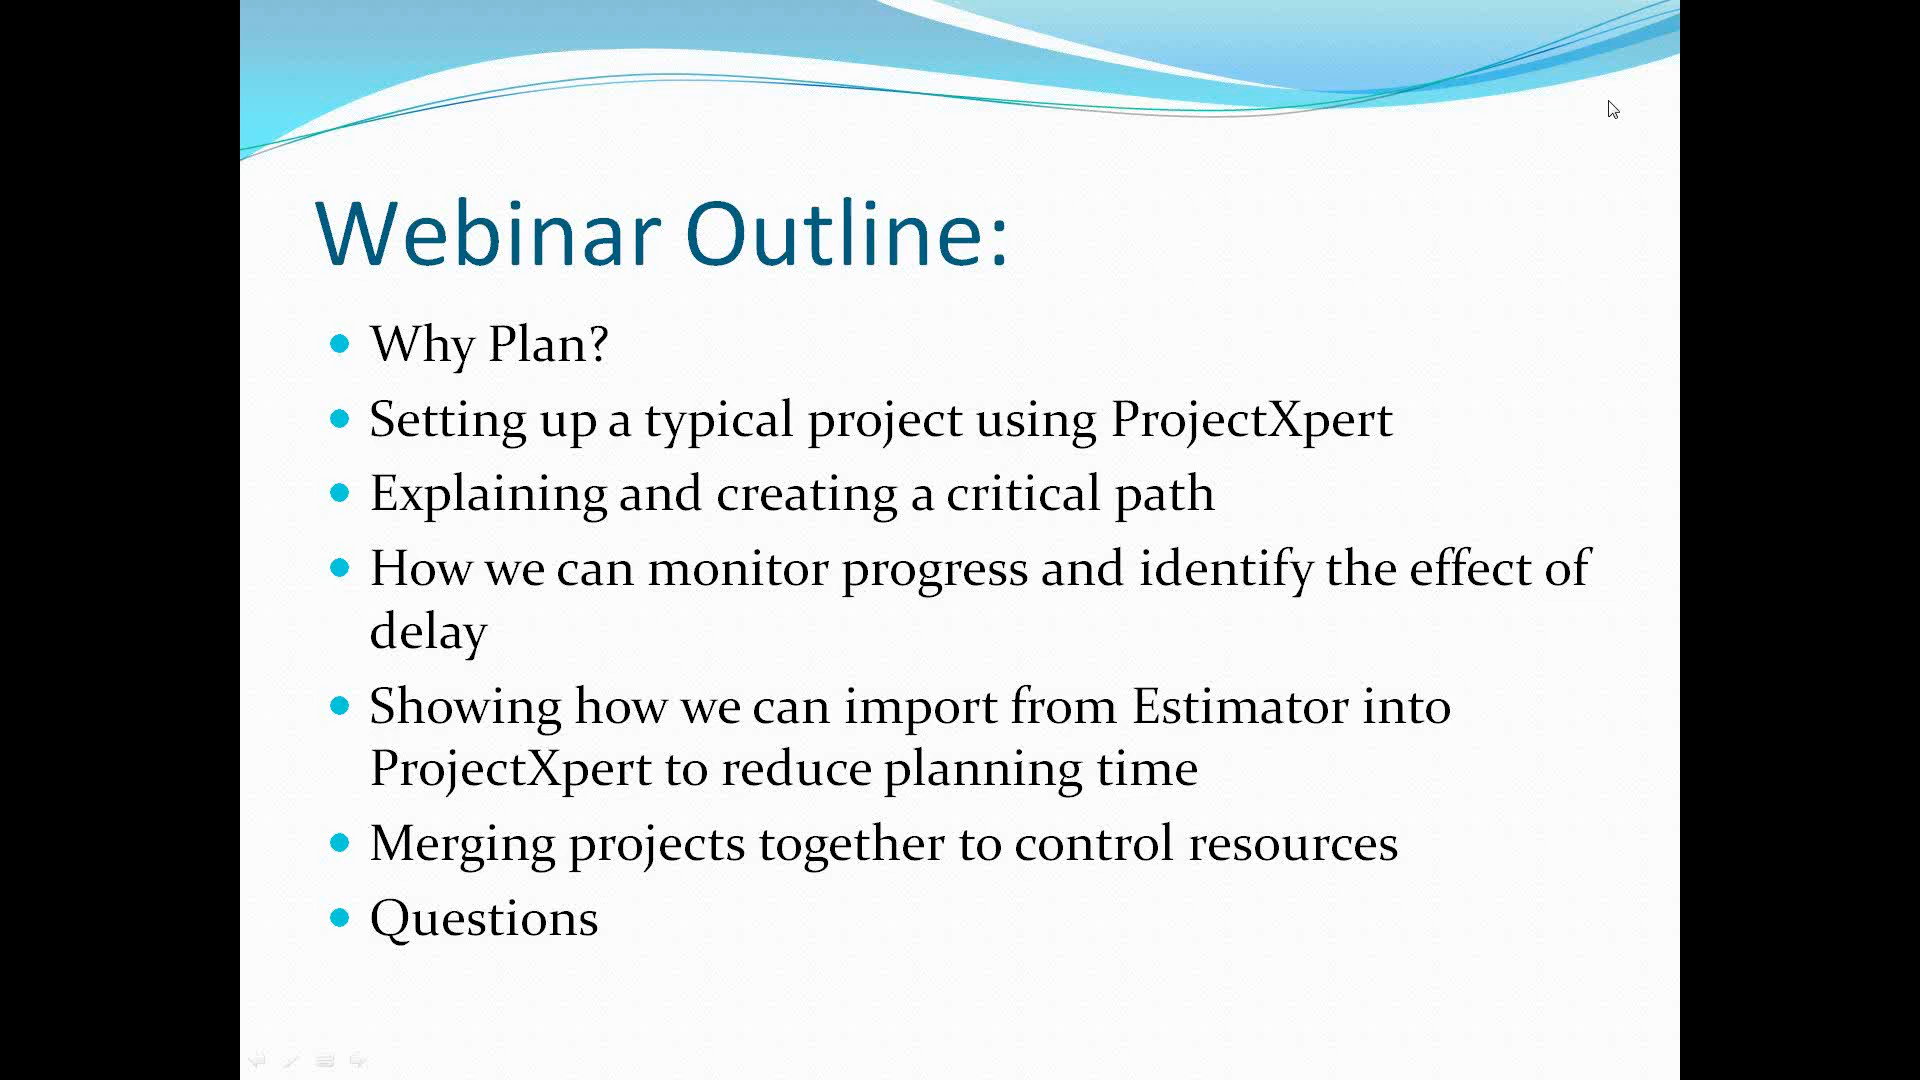 Webinar Outline:
Why Plan?
Setting up a typical project using ProjectXpert
Explaining and creating a critical path
How we can monitor progress and identify the effect of
delay
Showing how we can import from Estimator into
ProjectXpert to reduce planning time
Merging projects together to control resources
Questions